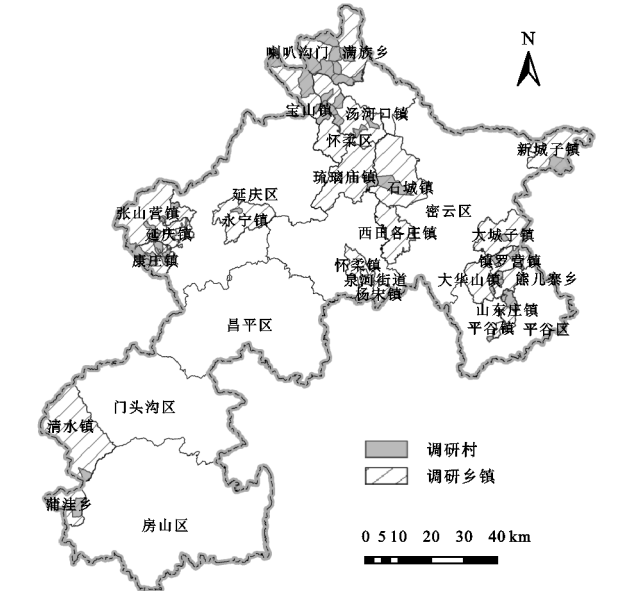 喇叭沟门 满族乡
N
宝山镇
汤河口镇
怀柔区
新城子镇
琉璃庙镇
石城镇
延庆区
张山营镇
永宁镇
密云区
延庆镇
西田各庄镇
大城子镇
康庄镇
怀柔镇
镇罗营镇
泉河街道
大华山镇
熊儿寨乡
杨宋镇
山东庄镇
昌平区
平谷镇
平谷区
门头沟区
清水镇
调研村
调研乡镇
蒲洼乡
房山区
0 5 10 20 30 40 km